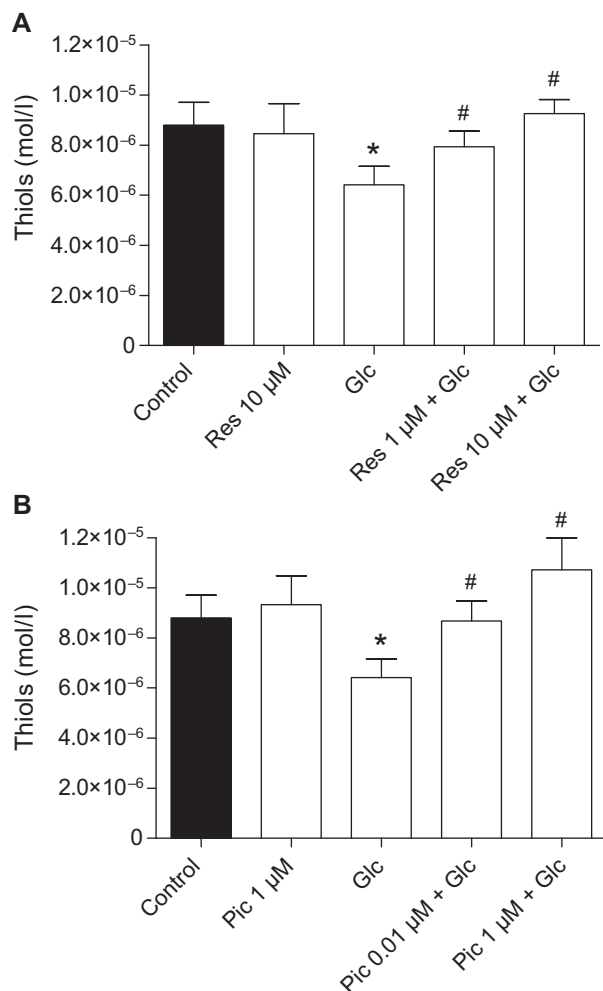 A
Thiols (mol/l)
1.2×10⁻⁵
1.0×10⁻⁵
8.0×10⁻⁶
6.0×10⁻⁶
4.0×10⁻⁶
2.0×10⁻⁶
0
*
#
#
Control
Res 10 µM
Glc
Res 1 µM + Glc
Res 10 µM + Glc
B
Thiols (mol/l)
1.2×10⁻⁵
1.0×10⁻⁵
8.0×10⁻⁶
6.0×10⁻⁶
4.0×10⁻⁶
2.0×10⁻⁶
0
*
#
#
Control
Pic 1 µM
Glc
Pic 0.01 µM + Glc
Pic 1 µM + Glc